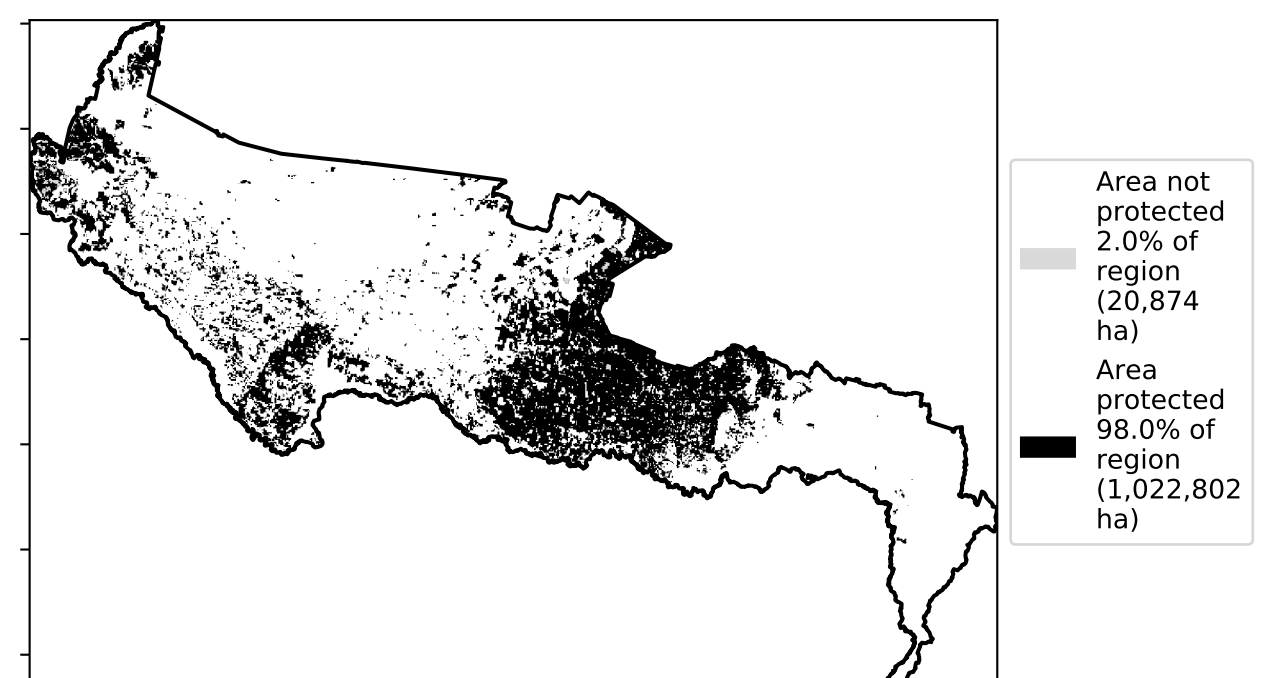 Area not
protected
2.0% of
region
(20,874
ha)
Area
protected
98.0% of
region
(1,022,802
ha)